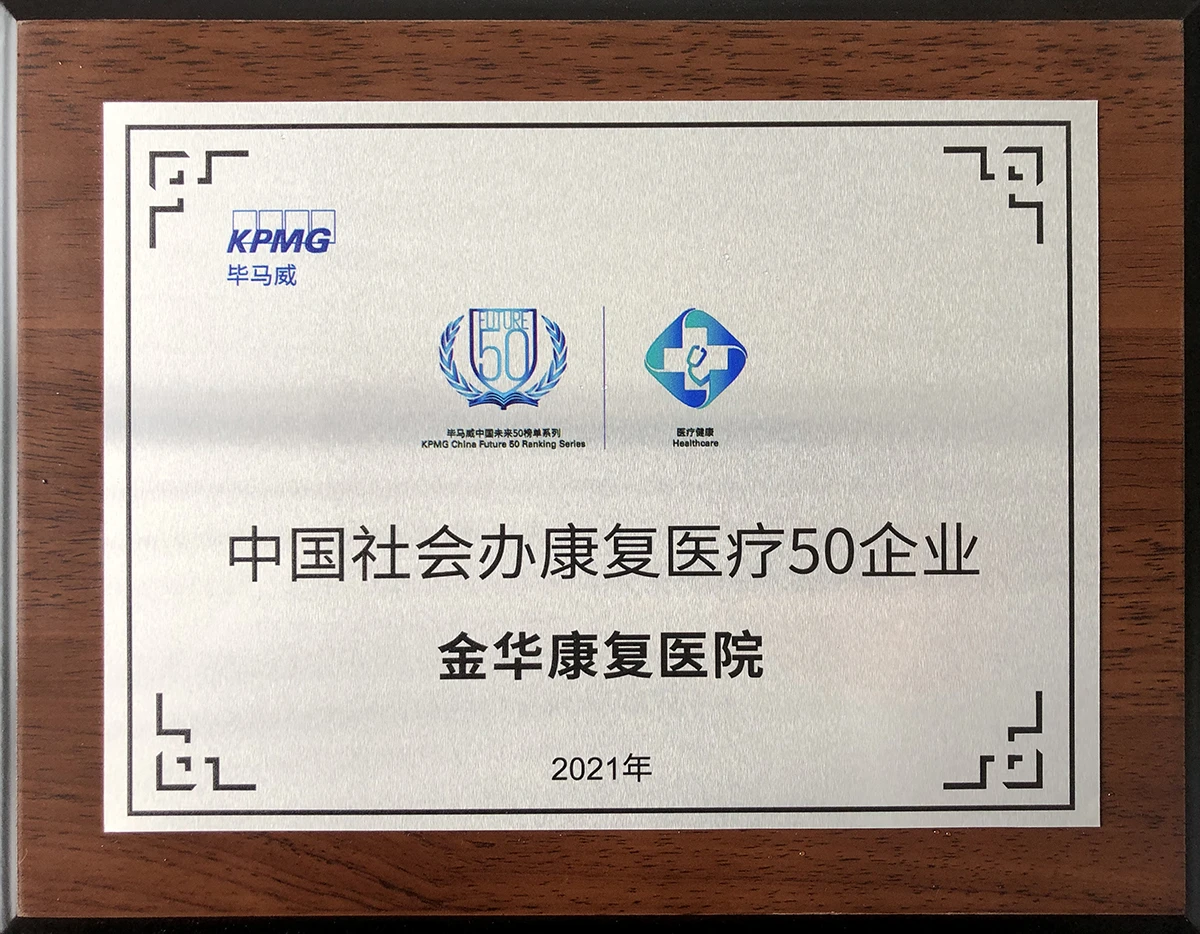 KPMG
毕马威
FUTURE
50
毕马威中国未来50榜单系列
KPMG China Future 50 Ranking Series
医疗健康
Healthcare
中国社会办康复医疗50企业
金华康复医院
2021年